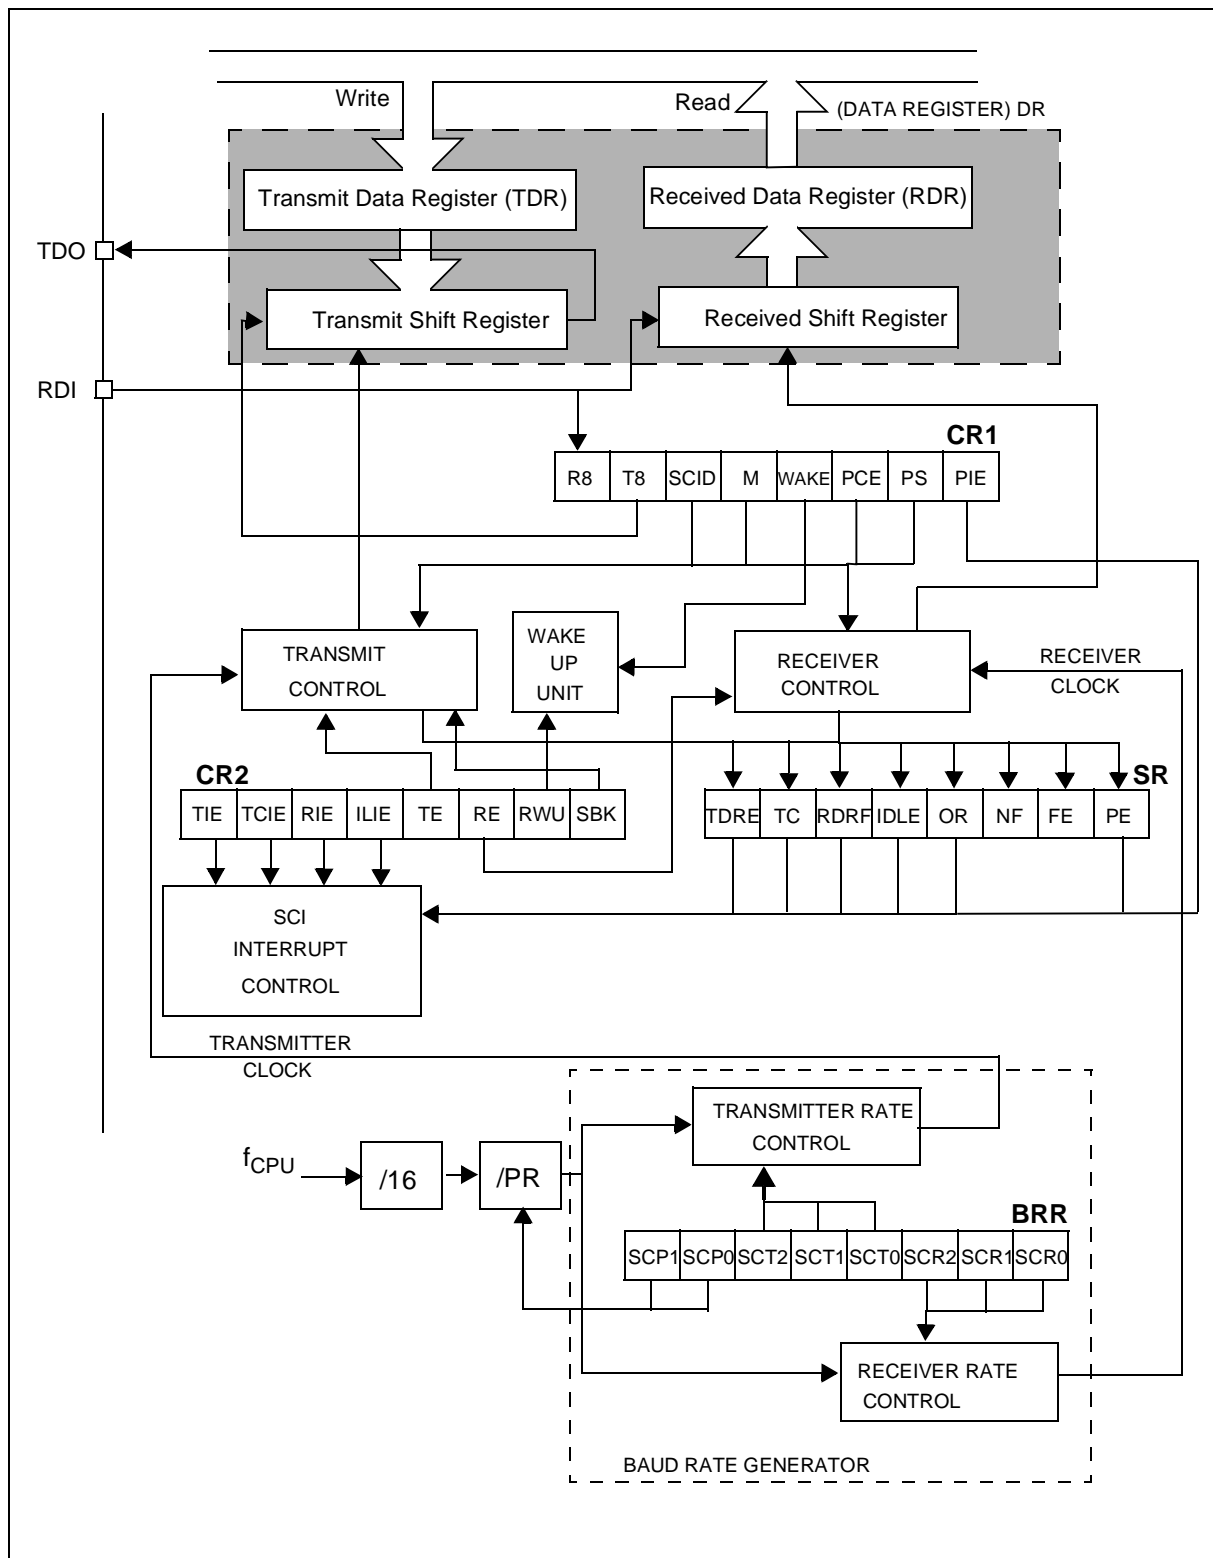 Write
Read
(DATA REGISTER) DR
Transmit Data Register (TDR)
Received Data Register (RDR)
TDO
Transmit Shift Register
Received Shift Register
RDI
CR1
R8 T8 SCID M WAKE PCE PS PIE
TRANSMIT
CONTROL
WAKE
UP
UNIT
RECEIVER
CONTROL
RECEIVER
CLOCK
CR2
SR
TIE TCIE RIE ILIE TE RE RWU SBK
TDRE TC RDRF IDLE OR NF FE PE
SCI
INTERRUPT
CONTROL
TRANSMITTER
CLOCK
TRANSMITTER RATE
CONTROL
fCPU
/16
/PR
BRR
SCP1 SCP0 SCT2 SCT1 SCT0 SCR2 SCR1 SCR0
RECEIVER RATE
CONTROL
BAUD RATE GENERATOR